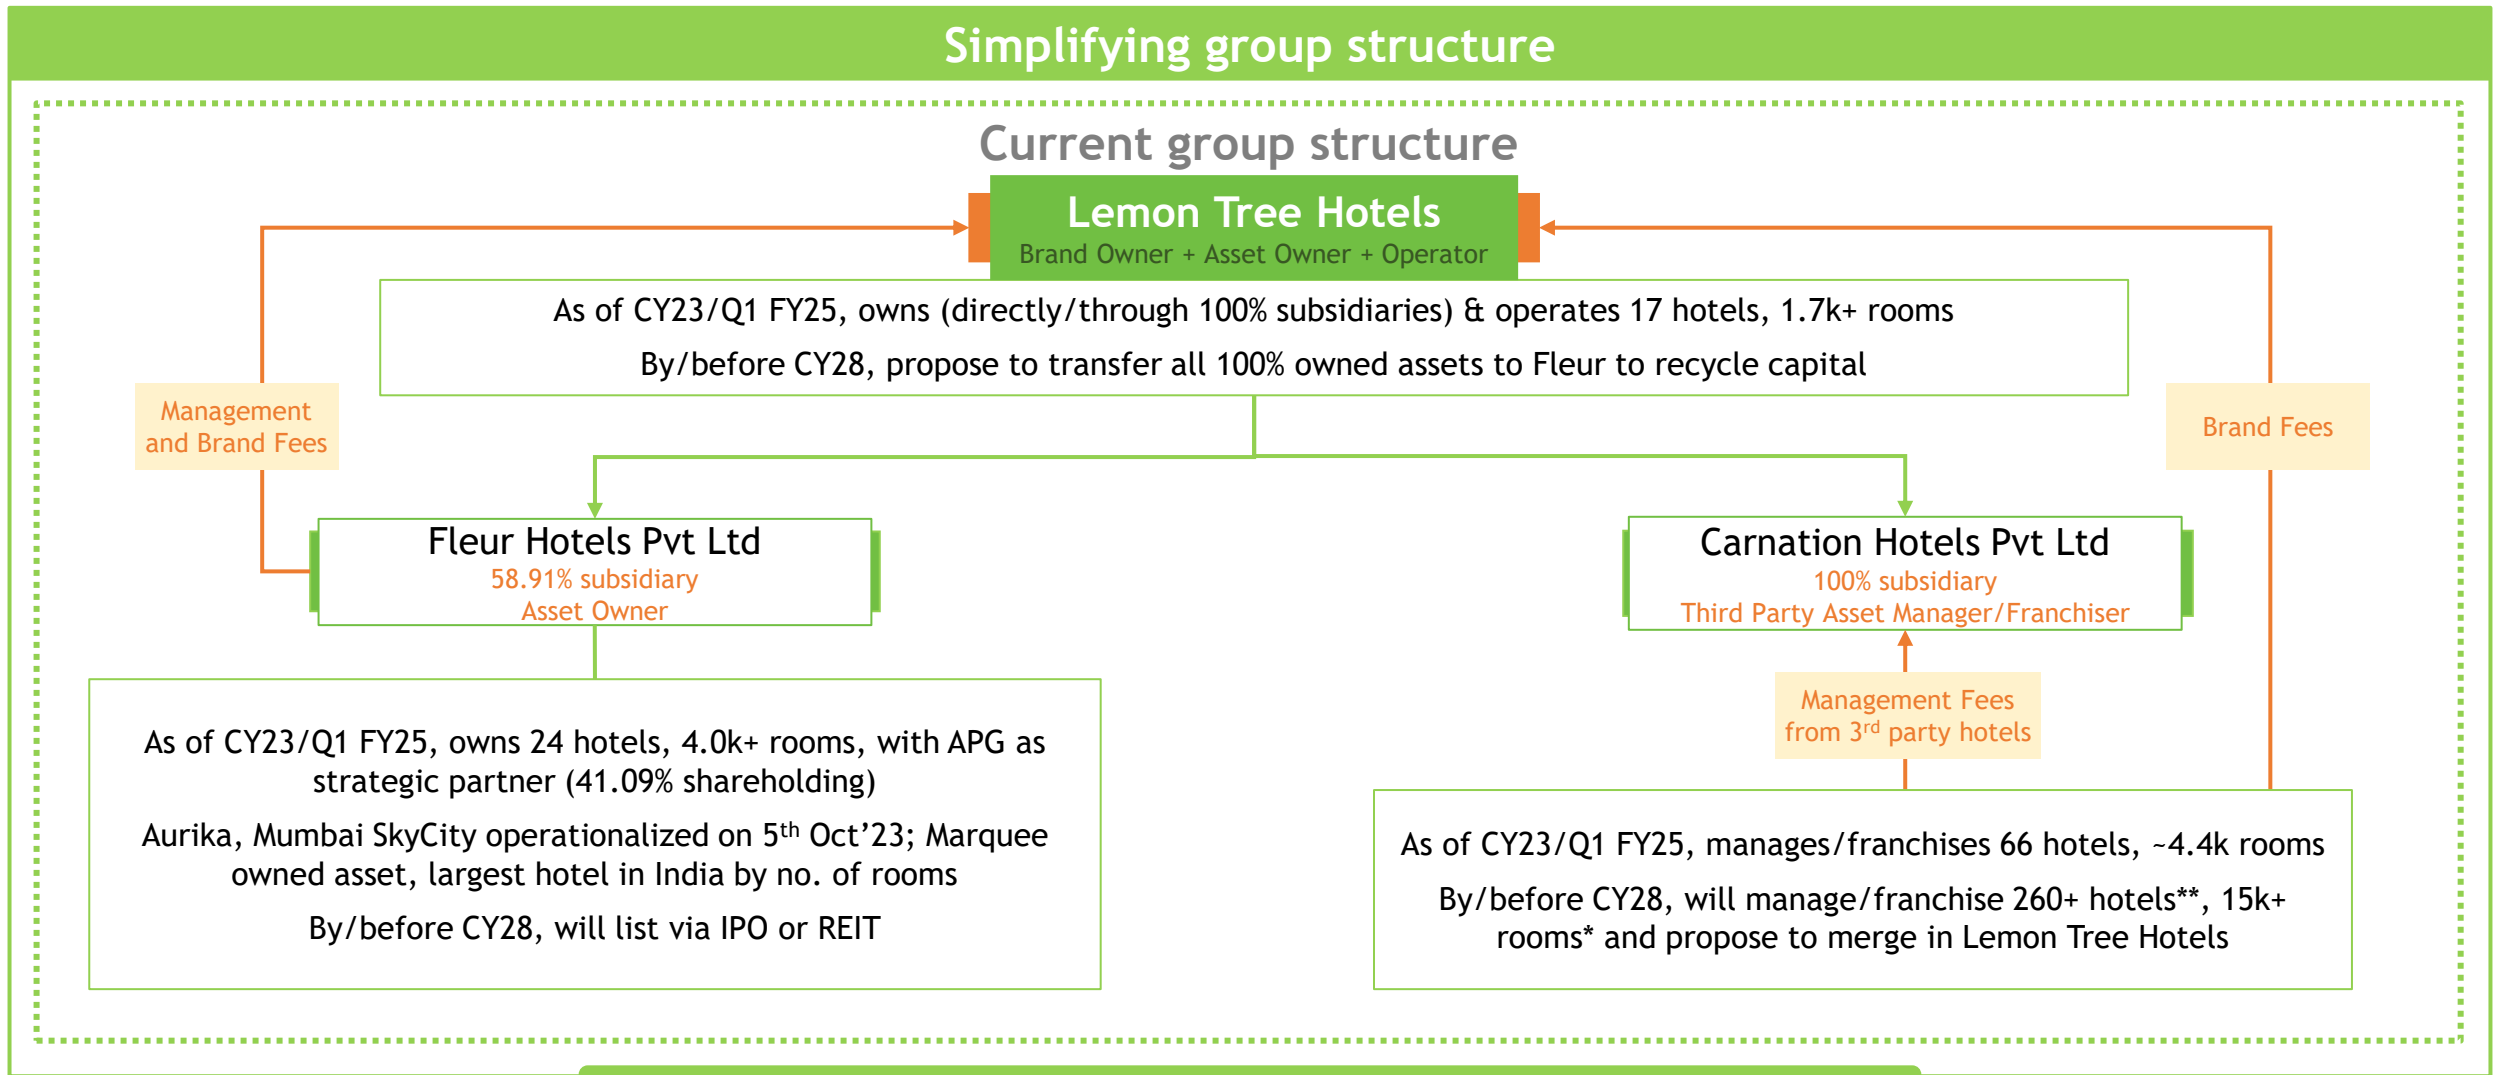 Simplifying group structure
Current group structure
Lemon Tree Hotels
Brand Owner + Asset Owner + Operator
As of CY23/Q1 FY25, owns (directly/through 100% subsidiaries) & operates 17 hotels, 1.7k+ rooms
By/before CY28, propose to transfer all 100% owned assets to Fleur to recycle capital
Management
and Brand Fees
Brand Fees
Fleur Hotels Pvt Ltd
58.91% subsidiary
Asset Owner
Carnation Hotels Pvt Ltd
100% subsidiary
Third Party Asset Manager/Franchiser
Management Fees
from 3rd party hotels
As of CY23/Q1 FY25, owns 24 hotels, 4.0k+ rooms, with APG as
strategic partner (41.09% shareholding)
Aurika, Mumbai SkyCity operationalized on 5th Oct’23; Marquee
owned asset, largest hotel in India by no. of rooms
By/before CY28, will list via IPO or REIT
As of CY23/Q1 FY25, manages/franchises 66 hotels, ~4.4k rooms
By/before CY28, will manage/franchise 260+ hotels**, 15k+
rooms* and propose to merge in Lemon Tree Hotels